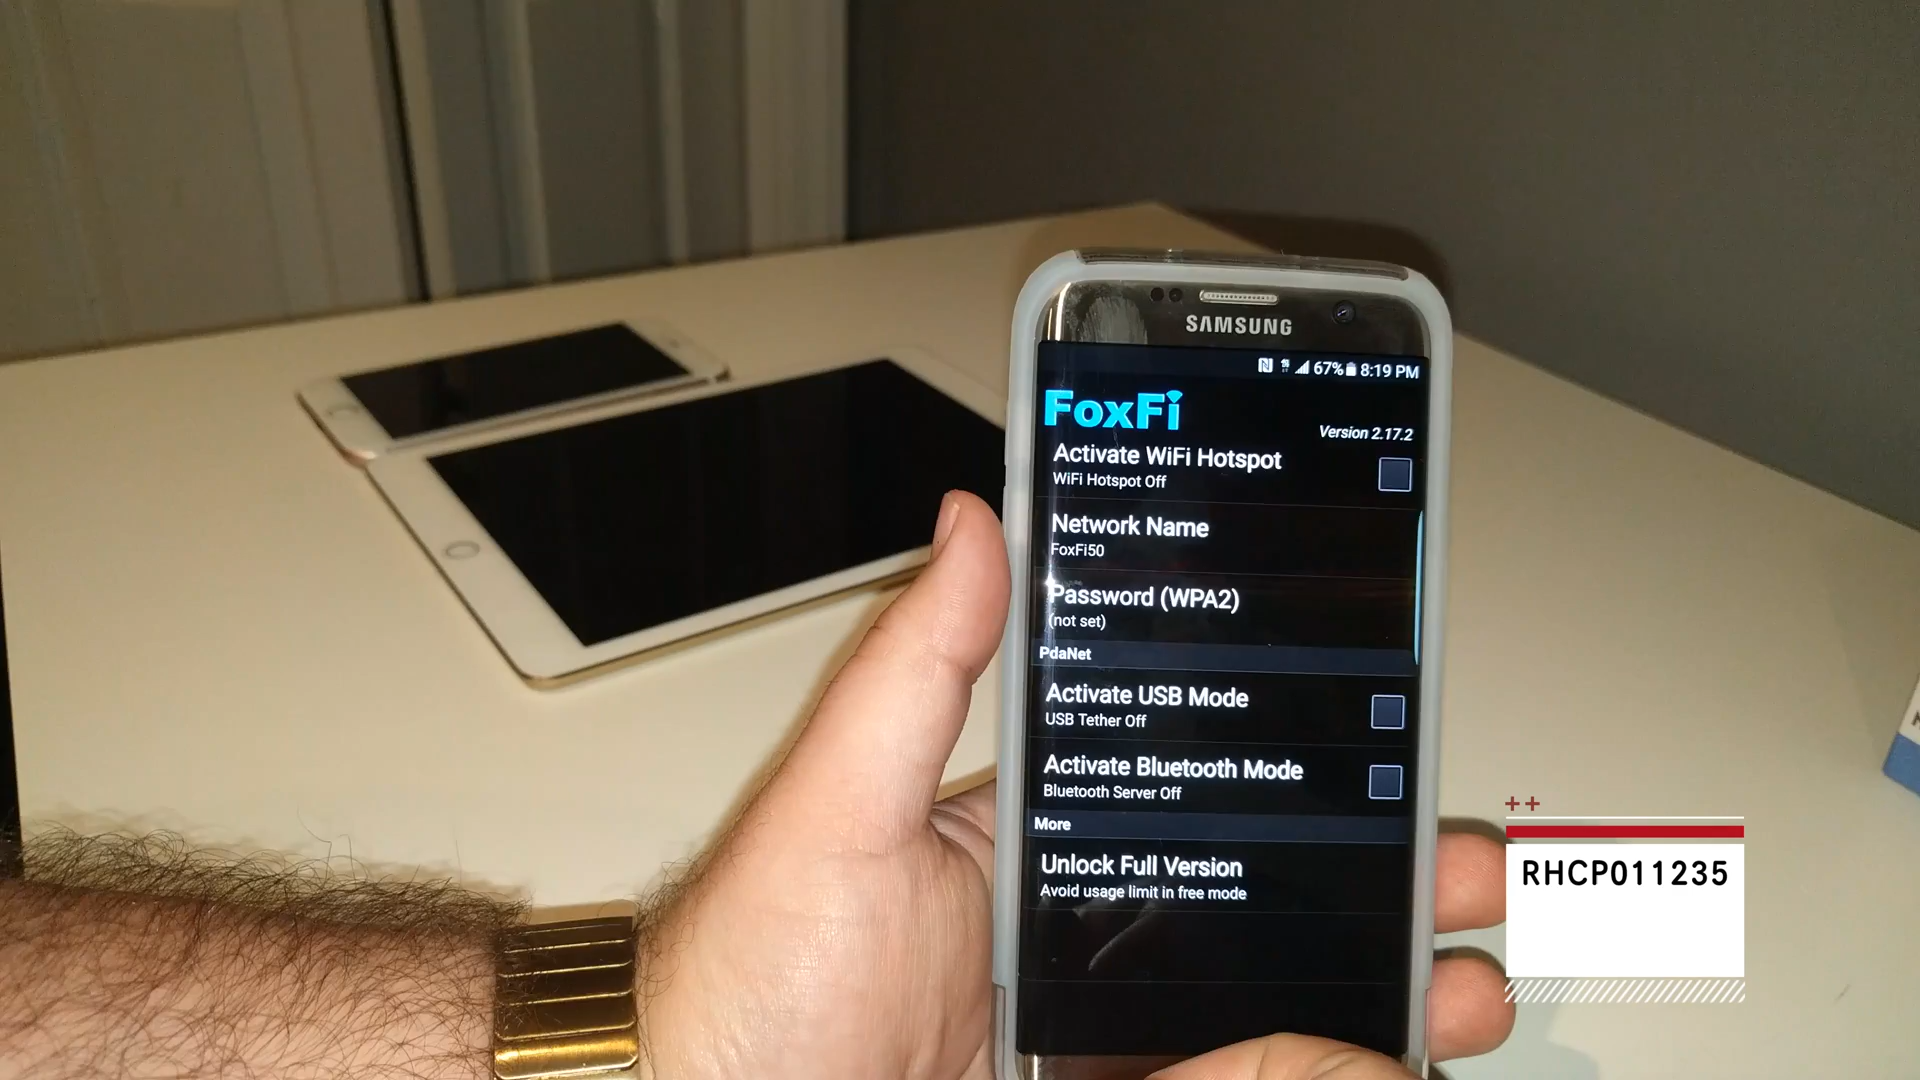 SAMSUNG
67% 8:19 PM
FoxFi
Version 2.17.2
Activate WiFi Hotspot
WiFi Hotspot Off
Network Name
FoxFi50
Password (WPA2)
(not set)
PdaNet
Activate USB Mode
USB Tether Off
Activate Bluetooth Mode
Bluetooth Server Off
More
Unlock Full Version
Avoid usage limit in free mode
++
RHCP011235